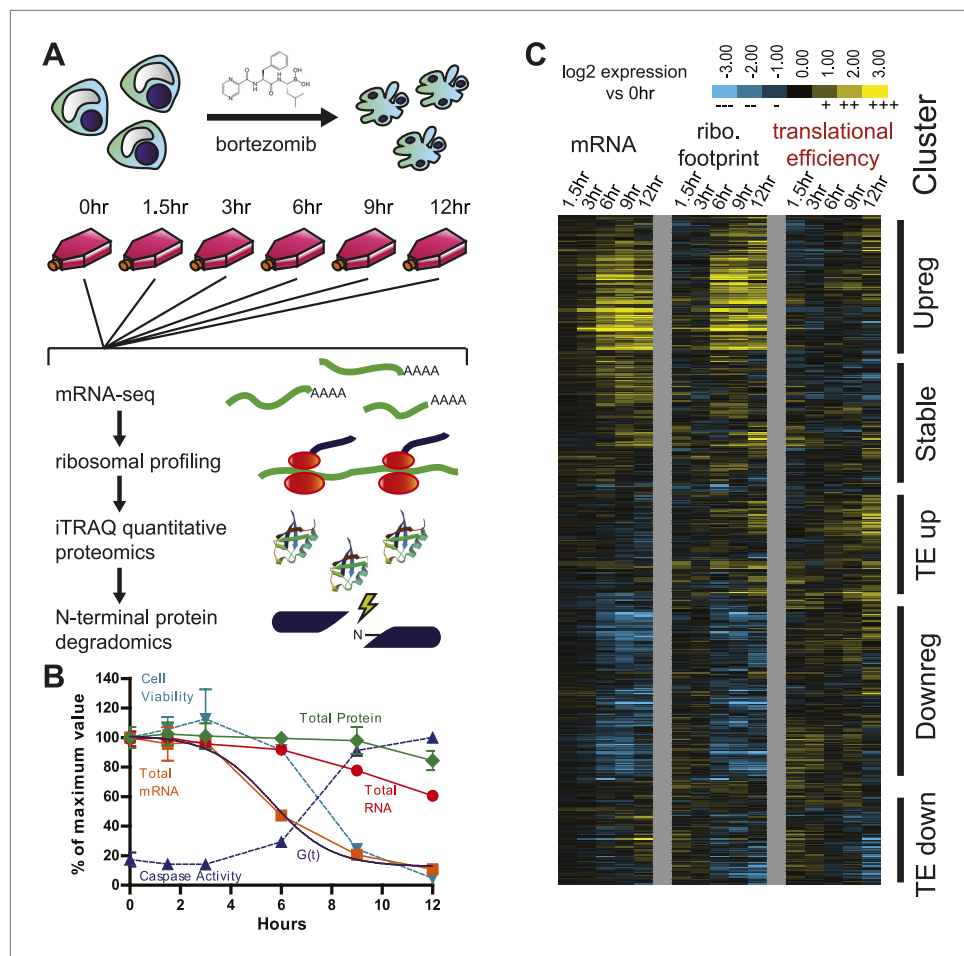 A
N
N
N
H
O
O
H
N
B
OH
OH
bortezomib
0hr 1.5hr 3hr 6hr 9hr 12hr
mRNA-seq
AAAA
AAAA
AAAA
ribosomal profiling
iTRAQ quantitative
proteomics
N-terminal protein
degradomics
N
B
% of maximum value
140
120
100
80
60
40
20
0
0 2 4 6 8 10 12
Hours
Cell
Viability
Total Protein
Total
mRNA
Total
RNA
G(t)
Caspase Activity
C
log2 expression
vs 0hr
-3.00 -2.00 -1.00 0.00 1.00 2.00 3.00
--- -- - + ++ +++
mRNA
ribo.
footprint
translational
efficiency
Cluster
1.5hr 3hr 6hr 9hr 12hr
1.5hr 3hr 6hr 9hr 12hr
1.5hr 3hr 6hr 9hr 12hr
Upreg
Stable
TE up
Downreg
TE down